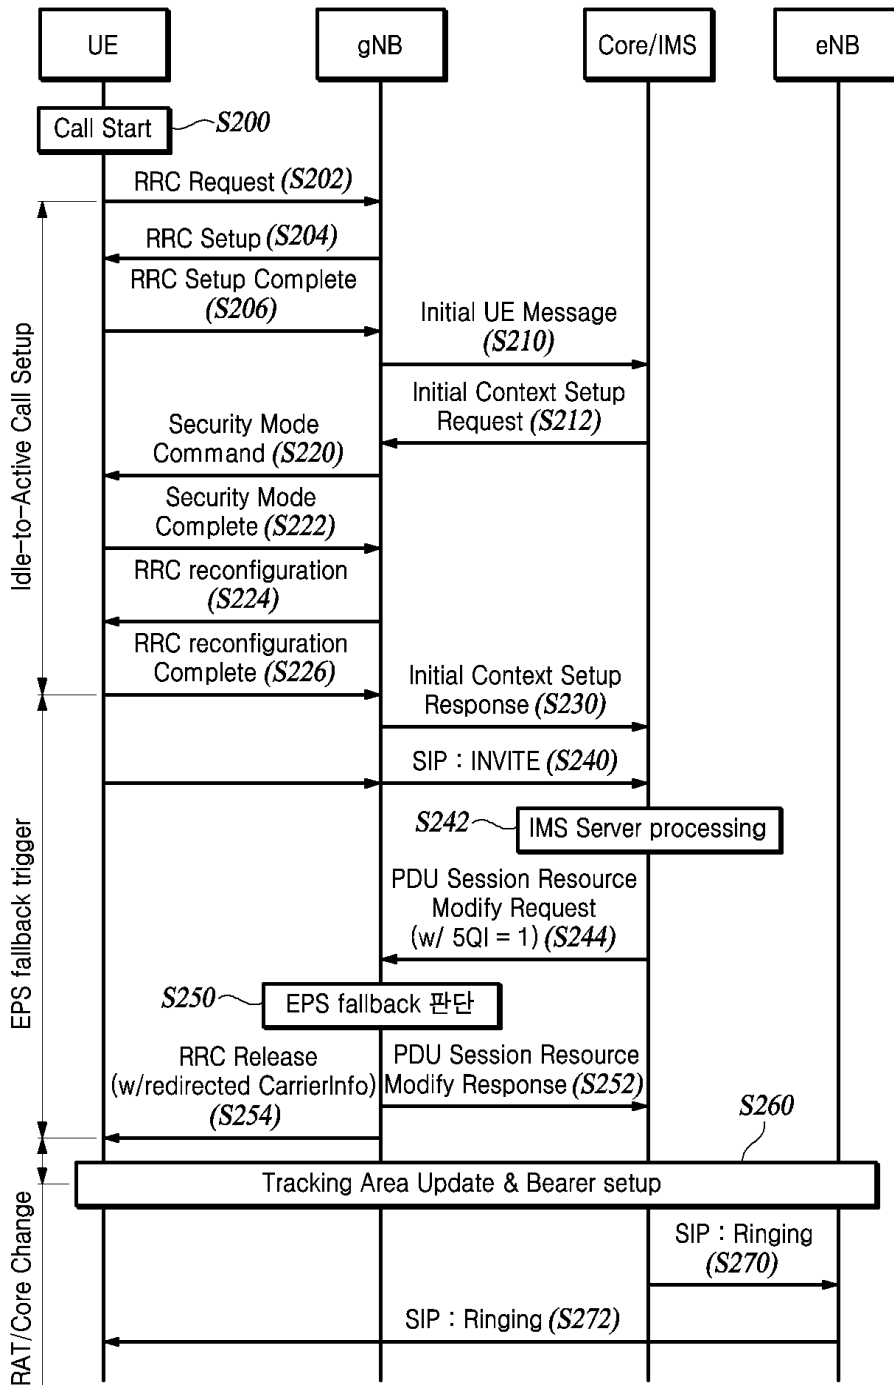 UE
gNB
Core/IMS
eNB
Call Start
S200
RRC Request (S202)
RRC Setup (S204)
RRC Setup Complete
(S206)
Initial UE Message
(S210)
Initial Context Setup
Request (S212)
Security Mode
Command (S220)
Security Mode
Complete (S222)
RRC reconfiguration
(S224)
RRC reconfiguration
Complete (S226)
Idle-to-Active Call Setup
Initial Context Setup
Response (S230)
SIP : INVITE (S240)
S242
IMS Server processing
PDU Session Resource
Modify Request
(w/ 5QI = 1) (S244)
S250
EPS fallback 판단
RRC Release
(w/redirected CarrierInfo)
(S254)
PDU Session Resource
Modify Response (S252)
EPS fallback trigger
S260
Tracking Area Update & Bearer setup
SIP : Ringing
(S270)
SIP : Ringing (S272)
RAT/Core Change